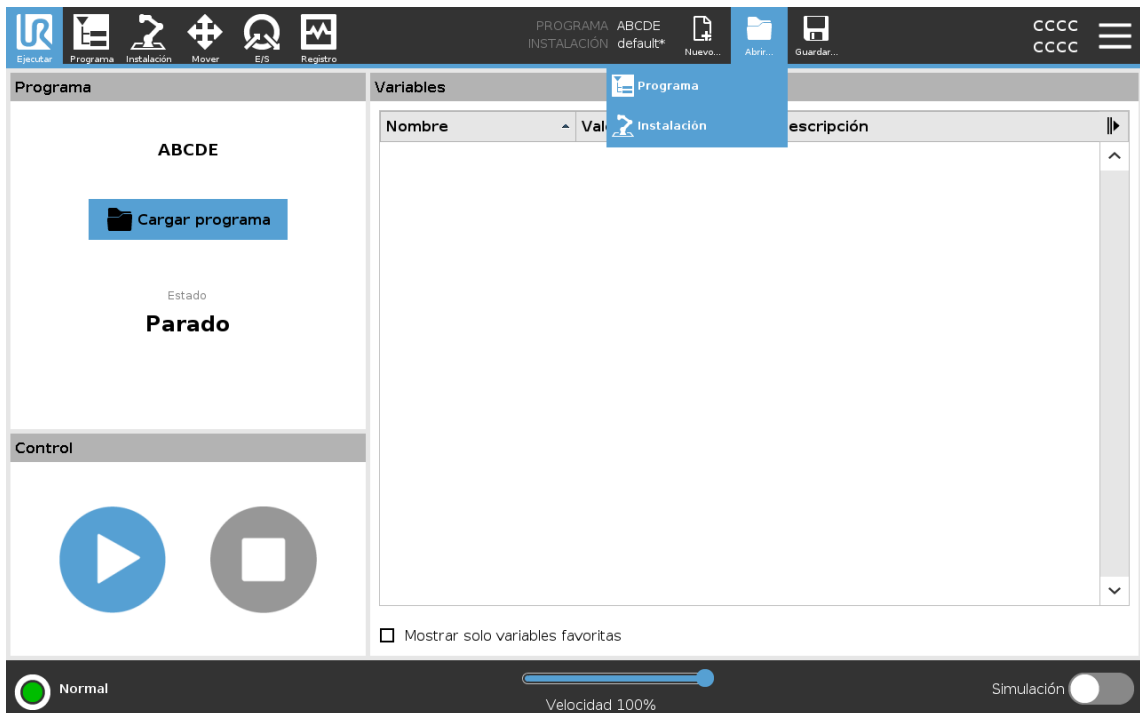 Ejecutar
Programa
Instalación
Mover
E/S
Registro
PROGRAMA ABCDE
INSTALACIÓN default*
Nuevo...
Abrir...
Guardar...
CCCC
CCCC
Programa
Instalación
Programa
ABCDE
Cargar programa
Estado
Parado
Control
Variables
Nombre
Val
escripción
Mostrar solo variables favoritas
Normal
Velocidad 100%
Simulación